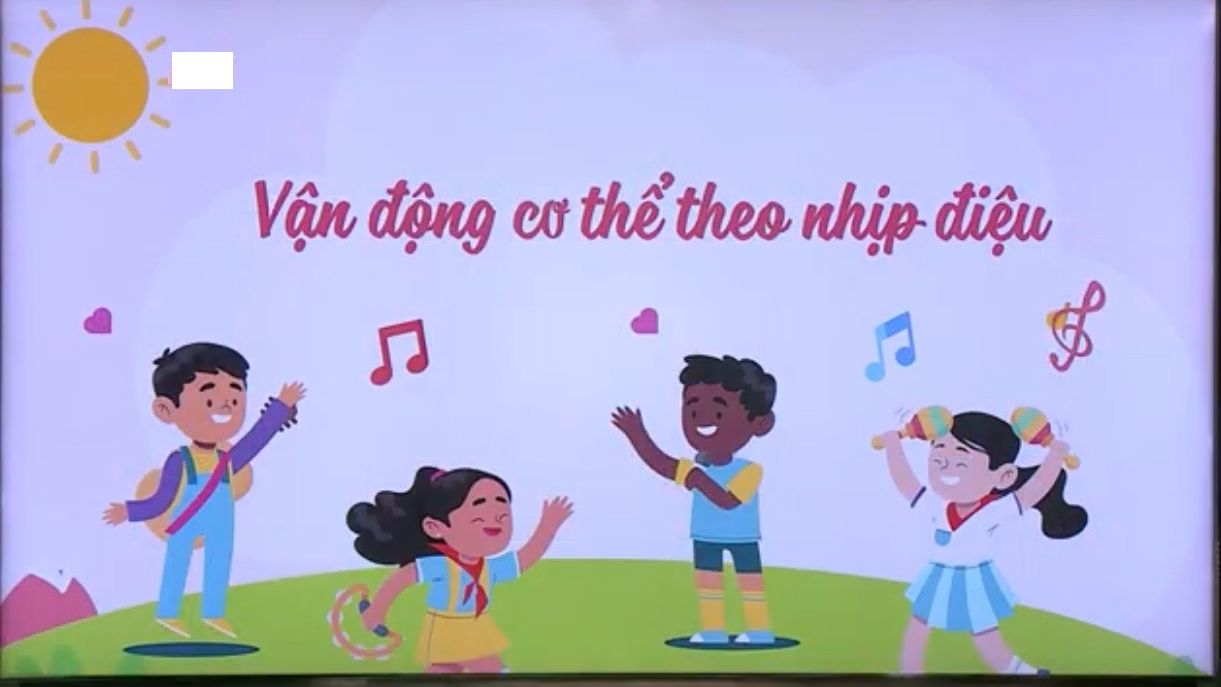 Vận động cơ thể theo nhịp điệu